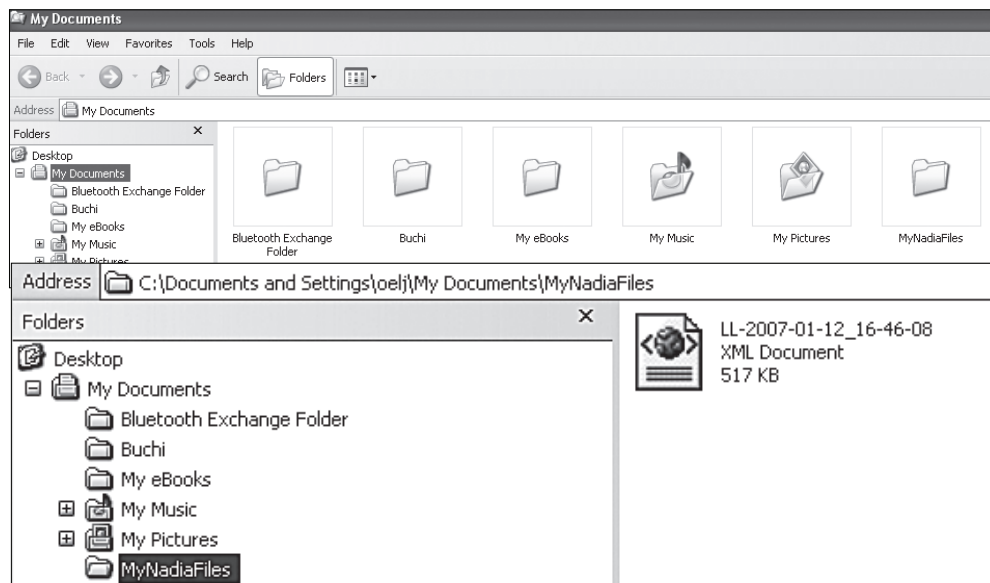 My Documents
File Edit View Favorites Tools Help
Back Search Folders
Address My Documents
Folders
Desktop
My Documents
Bluetooth Exchange Folder
Buchi
My eBooks
My Music
My Pictures
Bluetooth Exchange
Folder
Buchi
My eBooks
My Music
My Pictures
MyNadiaFiles
Address C:\Documents and Settings\oelj\My Documents\MyNadiaFiles
Folders
Desktop
My Documents
Bluetooth Exchange Folder
Buchi
My eBooks
My Music
My Pictures
MyNadiaFiles
LL-2007-01-12_16-46-08
XML Document
517 KB